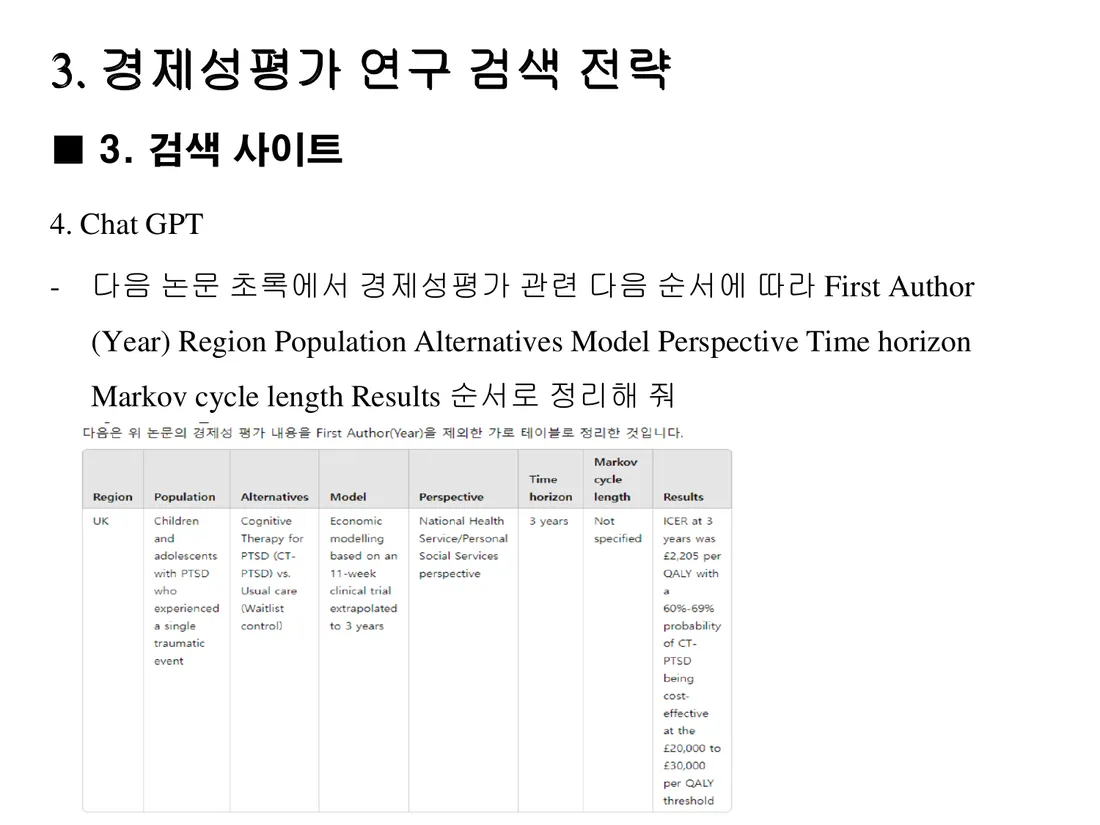 3. 경제성평가 연구 검색 전략
■ 3. 검색 사이트
4. Chat GPT
- 다음 논문 초록에서 경제성평가 관련 다음 순서에 따라 First Author
(Year) Region Population Alternatives Model Perspective Time horizon
Markov cycle length Results 순서로 정리해 줘
다음은 위 논문의 경제성 평가 내용을 First Author(Year)을 제외한 가로 테이블로 정리한 것입니다.
Region
Population
Alternatives
Model
Perspective
Time
horizon
Markov
cycle
length
Results
UK
Children
and
adolescents
with PTSD
who
experienced
a single
traumatic
event
Cognitive
Therapy for
PTSD (CT-
PTSD) vs.
Usual care
(Waitlist
control)
Economic
modelling
based on an
11-week
clinical trial
extrapolated
to 3 years
National Health
Service/Personal
Social Services
perspective
3 years
Not
specified
ICER at 3
years was
£2,205 per
QALY with
a
60%-69%
probability
of CT-
PTSD
being
cost-
effective
at the
£20,000 to
£30,000
per QALY
threshold